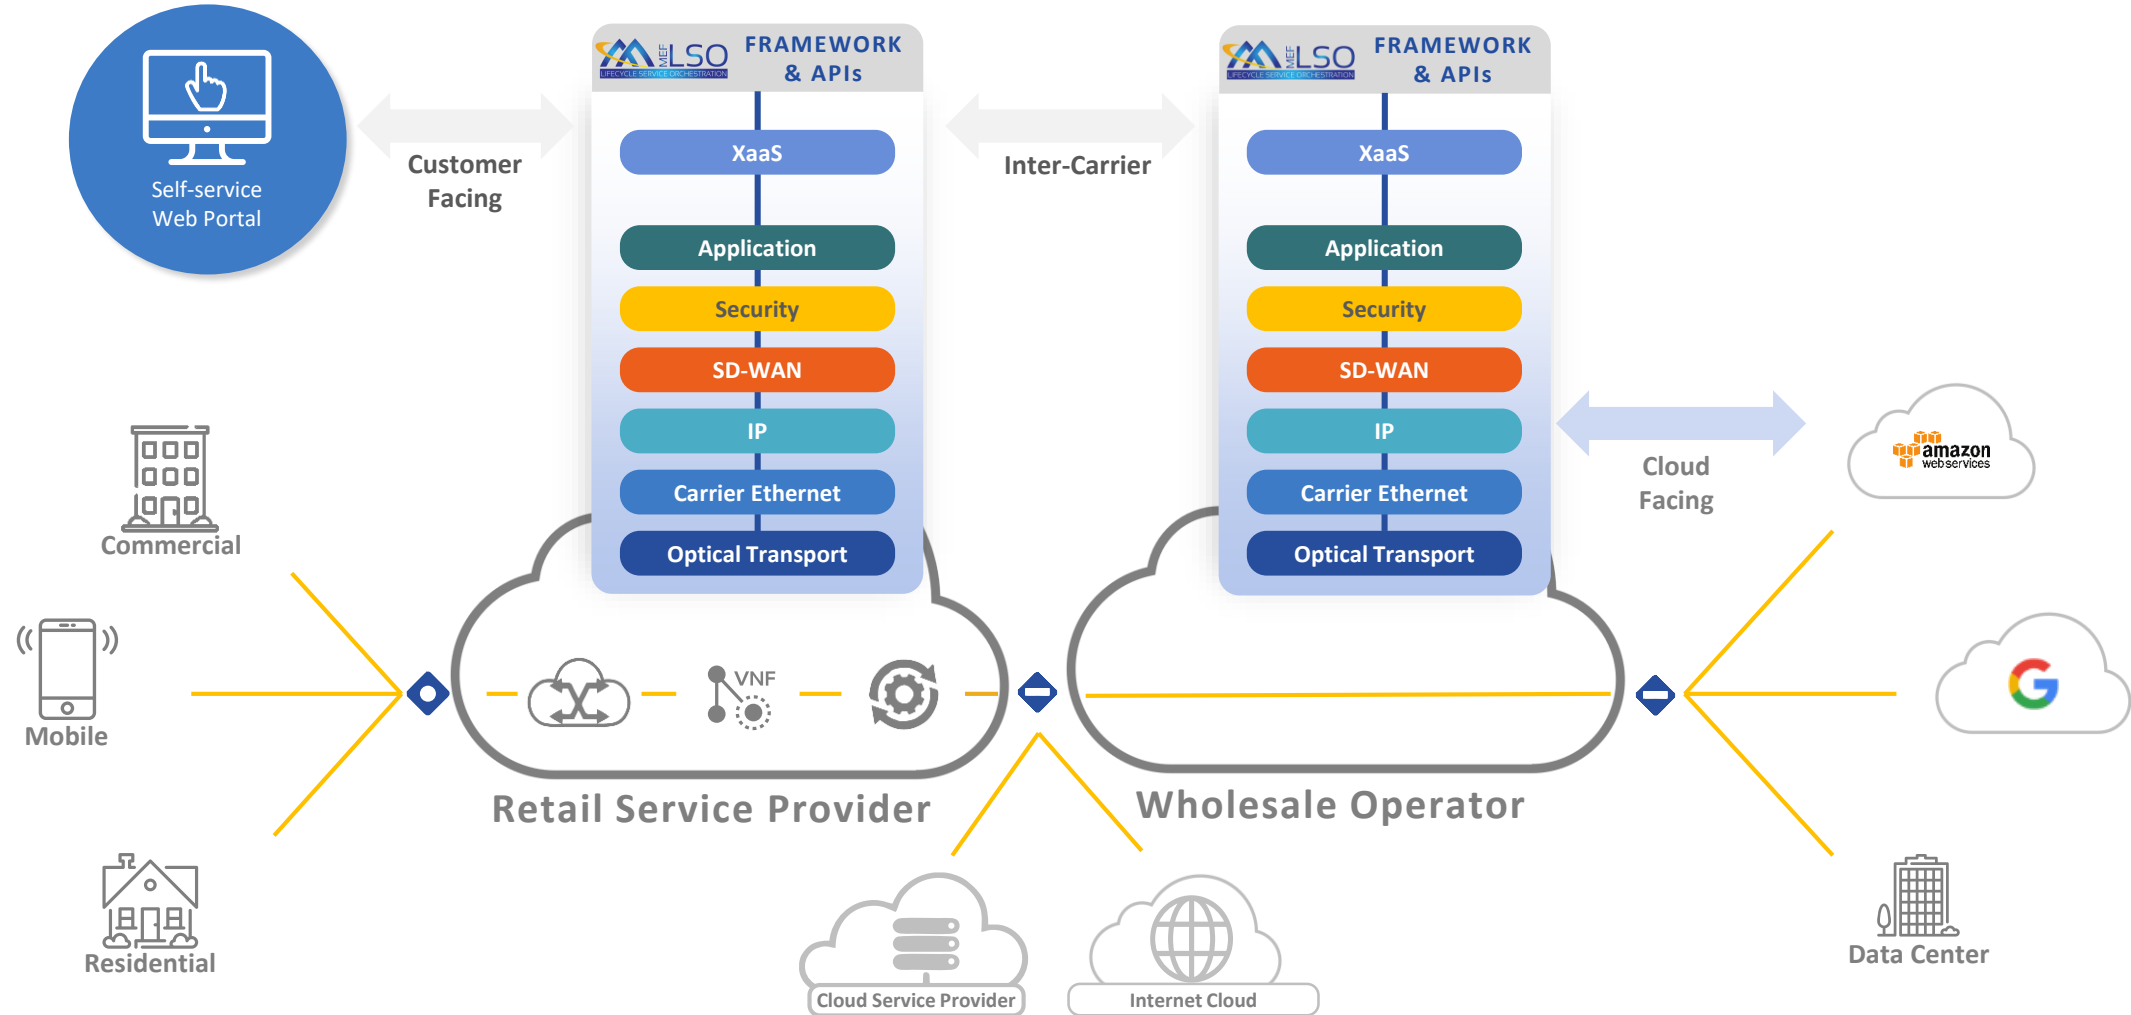 Self-service
Web Portal
Customer
Facing
MEF LSO
LIFECYCLE SERVICE ORCHESTRATION
FRAMEWORK
& APIs
XaaS
Application
Security
SD-WAN
IP
Carrier Ethernet
Optical Transport
Inter-Carrier
MEF LSO
LIFECYCLE SERVICE ORCHESTRATION
FRAMEWORK
& APIs
XaaS
Application
Security
SD-WAN
IP
Carrier Ethernet
Optical Transport
Cloud
Facing
amazon
webservices
Commercial
Mobile
Residential
VNF
Retail Service Provider
Wholesale Operator
G
Data Center
Cloud Service Provider
Internet Cloud